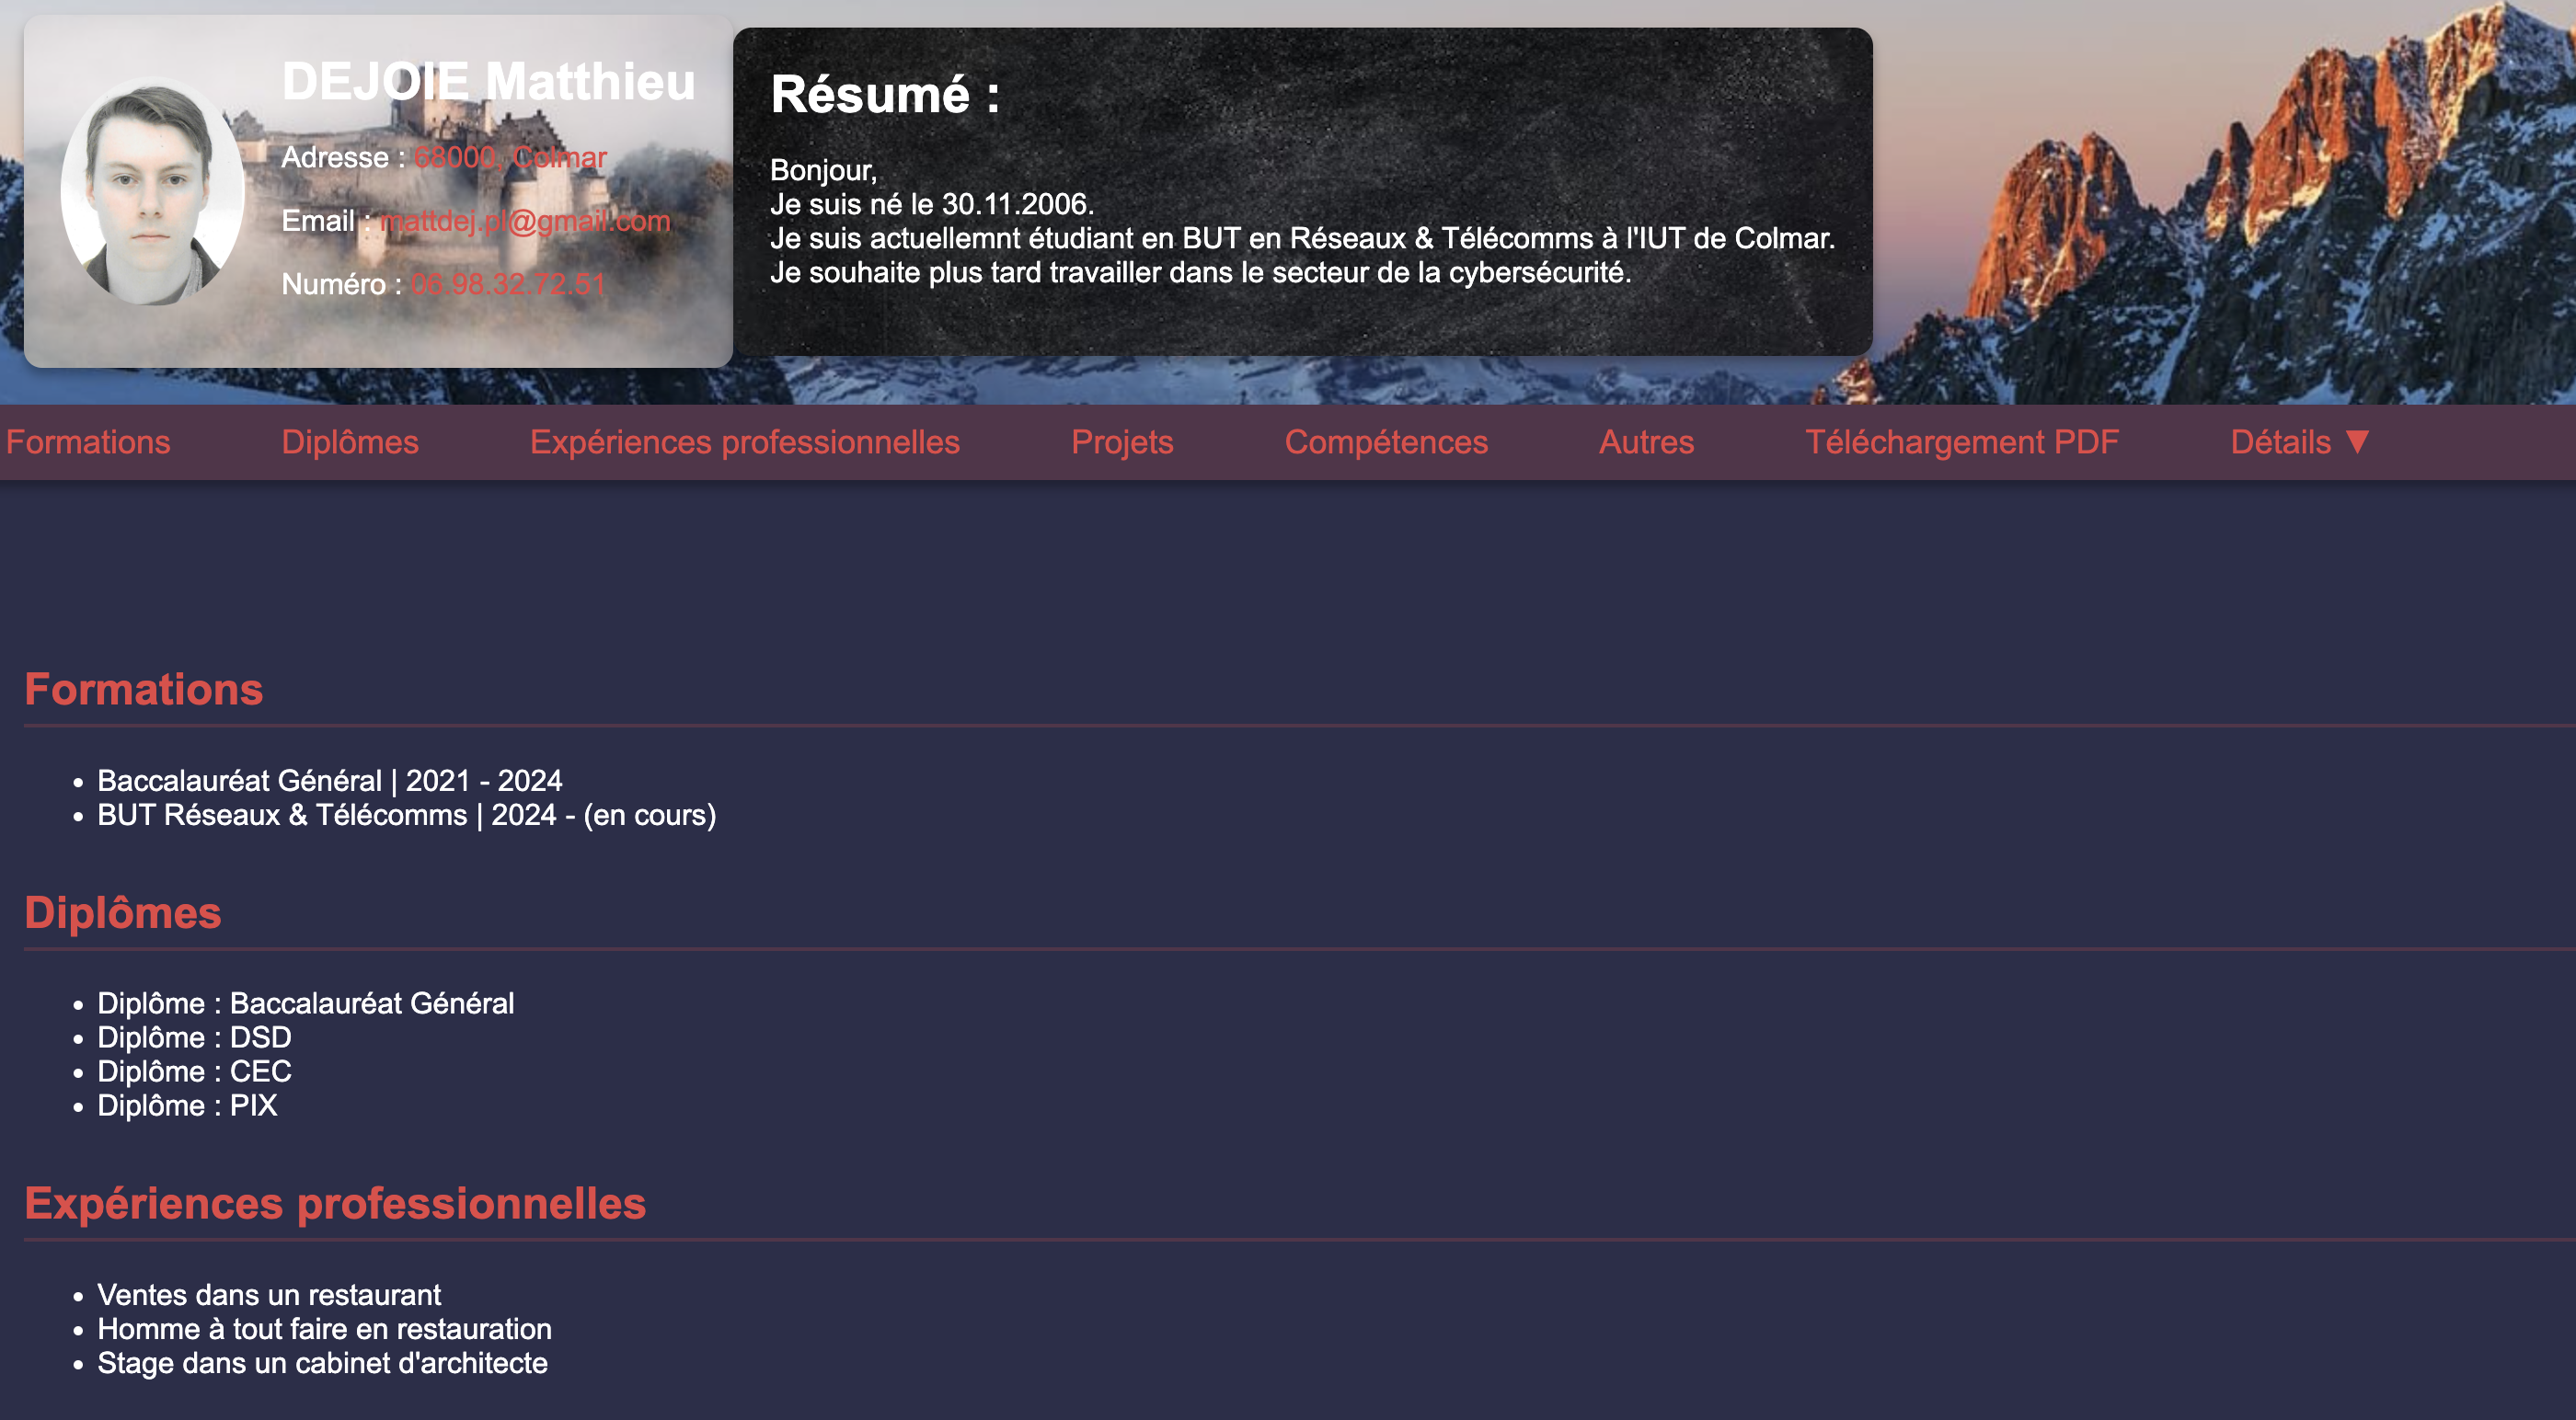 DEJOIE Matthieu
Adresse : 68000, Colmar
Email : mattdej.pl@gmail.com
Numéro : 06.98.32.72.51
Résumé :
Bonjour,
Je suis né le 30.11.2006.
Je suis actuellemnt étudiant en BUT en Réseaux & Télécomms à l'IUT de Colmar.
Je souhaite plus tard travailler dans le secteur de la cybersécurité.
Formations Diplômes Expériences professionnelles Projets Compétences Autres Téléchargement PDF Détails ▼
Formations
• Baccalauréat Général | 2021 - 2024
• BUT Réseaux & Télécomms | 2024 - (en cours)
Diplômes
• Diplôme : Baccalauréat Général
• Diplôme : DSD
• Diplôme : CEC
• Diplôme : PIX
Expériences professionnelles
• Ventes dans un restaurant
• Homme à tout faire en restauration
• Stage dans un cabinet d'architecte